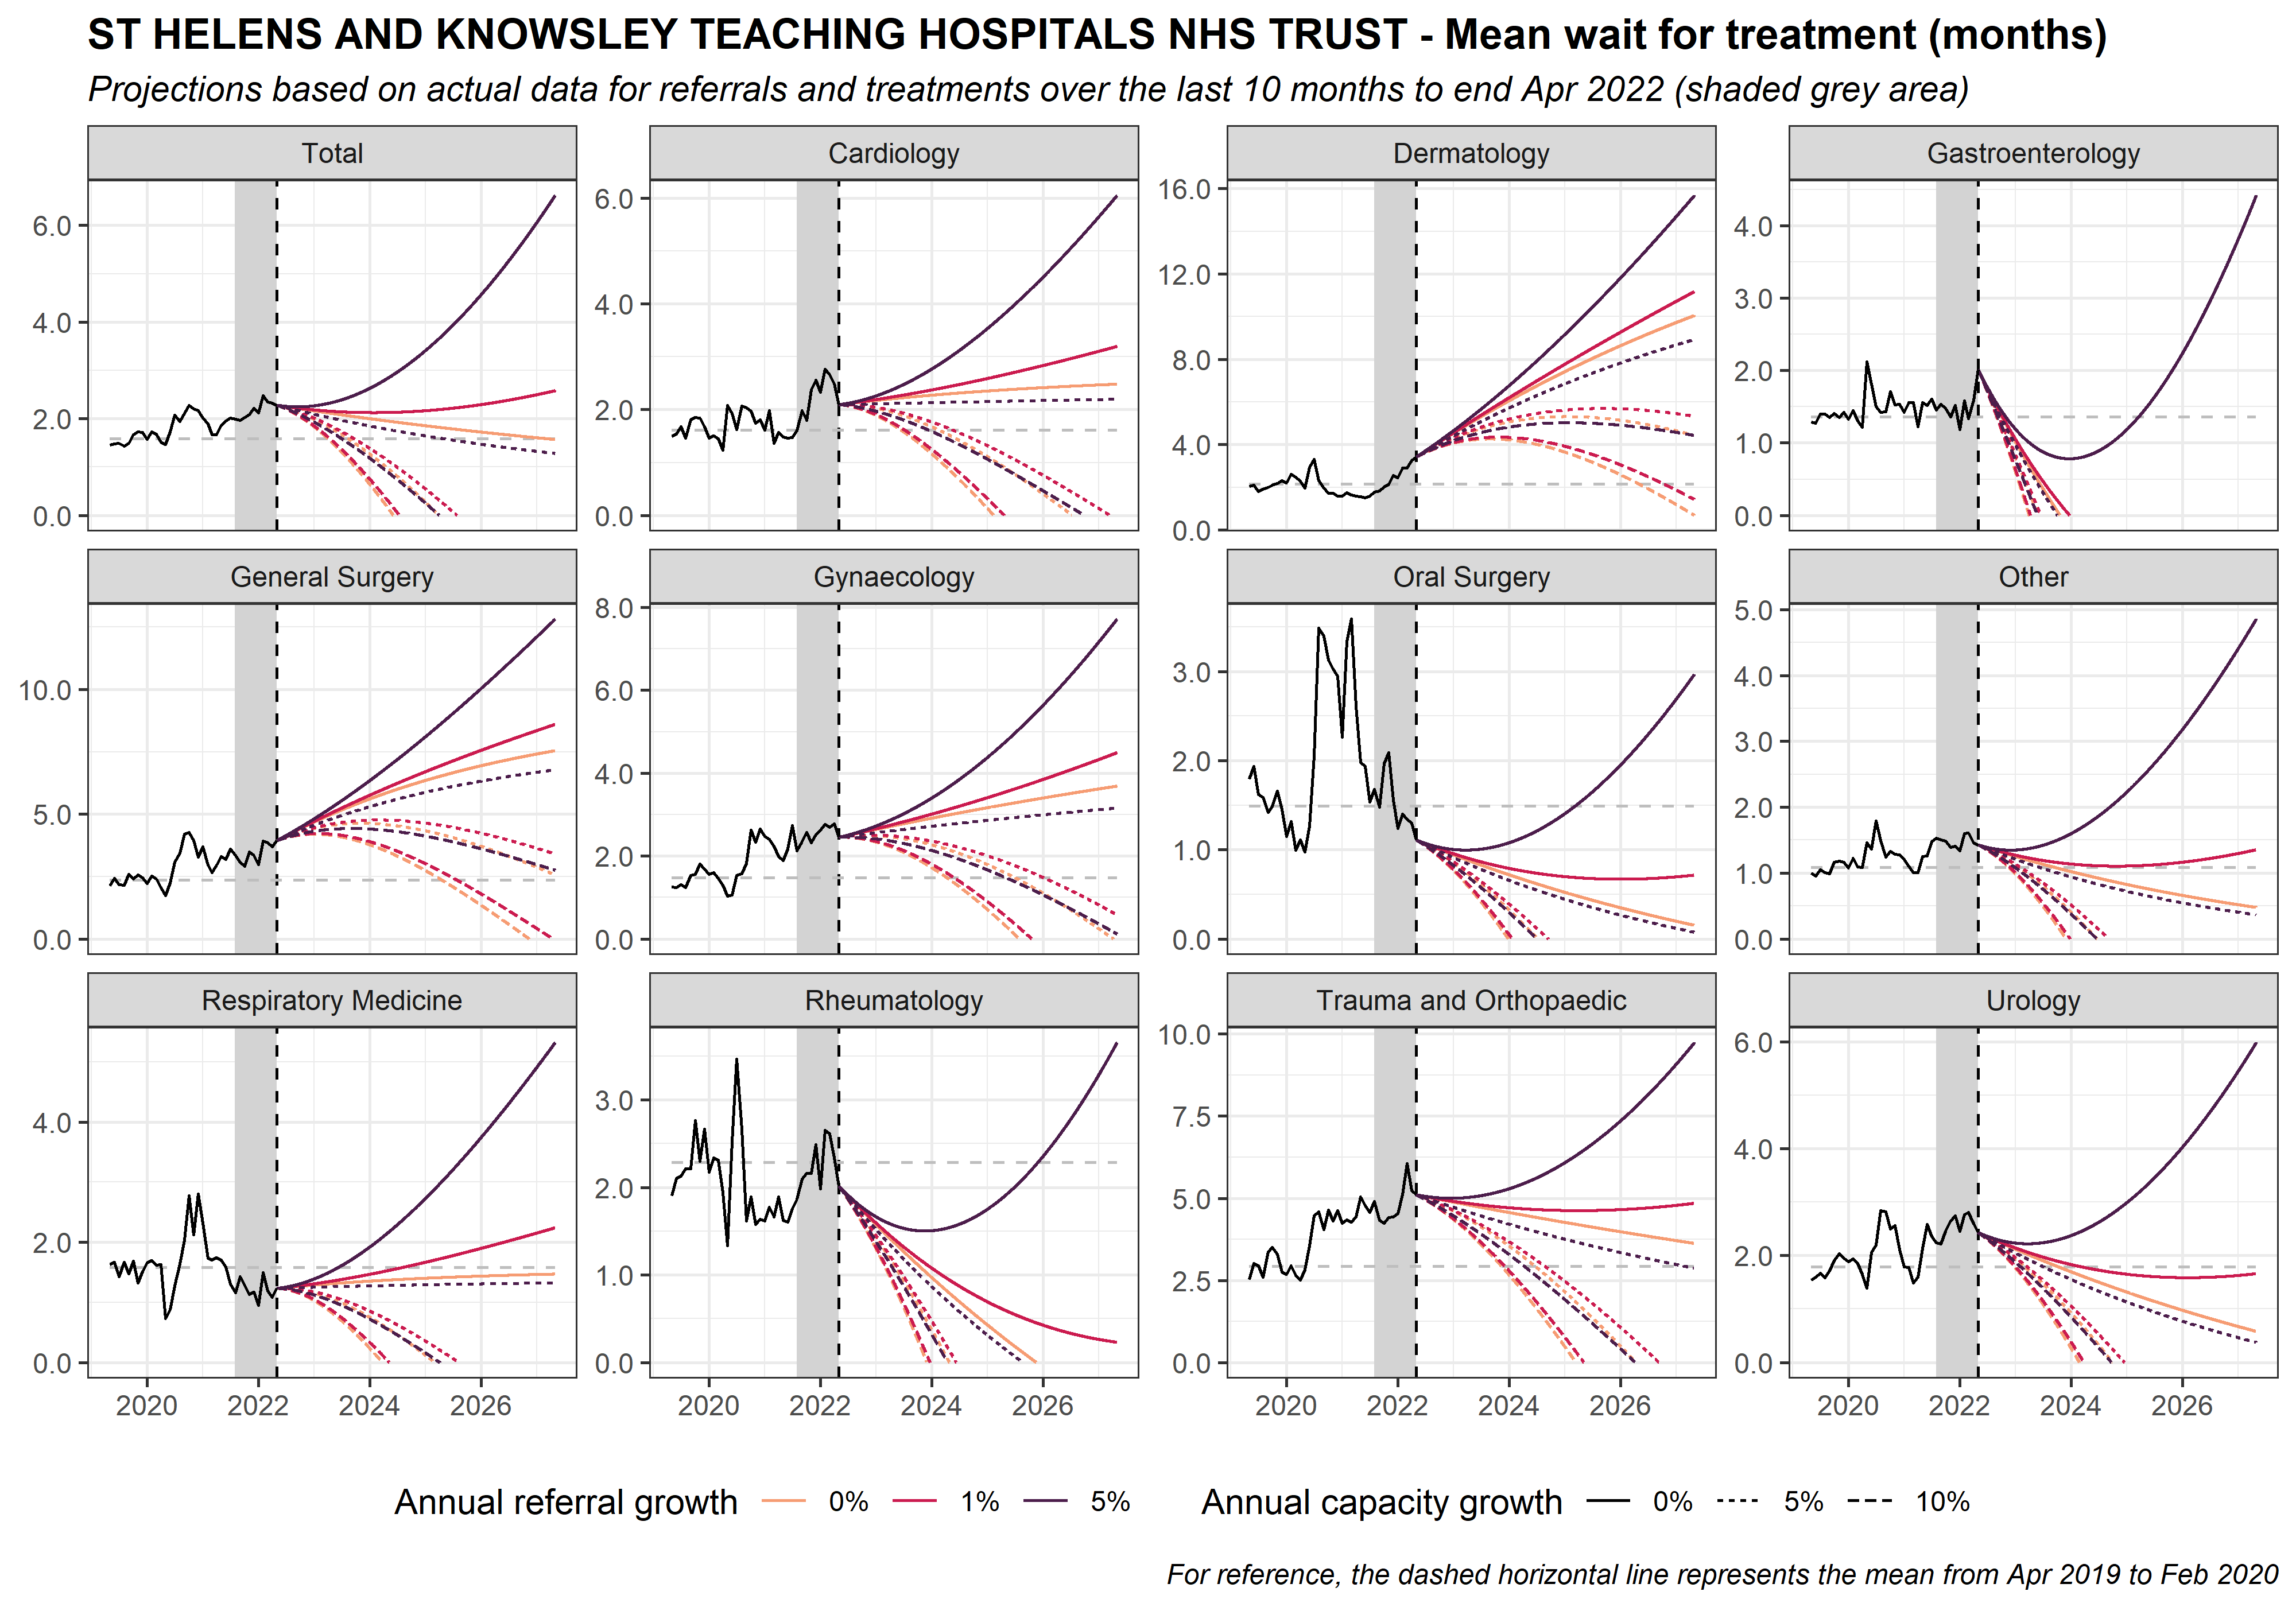 ST HELENS AND KNOWSLEY TEACHING HOSPITALS NHS TRUST - Mean wait for treatment (months)
Projections based on actual data for referrals and treatments over the last 10 months to end Apr 2022 (shaded grey area)
Total
Cardiology
Dermatology
Gastroenterology
6.0
4.0
2.0
0.0
6.0
4.0
2.0
0.0
16.0
12.0
8.0
4.0
0.0
4.0
3.0
2.0
1.0
0.0
General Surgery
Gynaecology
Oral Surgery
Other
10.0
5.0
0.0
8.0
6.0
4.0
2.0
0.0
3.0
2.0
1.0
0.0
5.0
4.0
3.0
2.0
1.0
0.0
Respiratory Medicine
Rheumatology
Trauma and Orthopaedic
Urology
4.0
2.0
0.0
3.0
2.0
1.0
0.0
10.0
7.5
5.0
2.5
0.0
6.0
4.0
2.0
0.0
2020 2022 2024 2026
2020 2022 2024 2026
2020 2022 2024 2026
2020 2022 2024 2026
Annual referral growth 0% 1% 5%
Annual capacity growth 0% 5% 10%
For reference, the dashed horizontal line represents the mean from Apr 2019 to Feb 2020